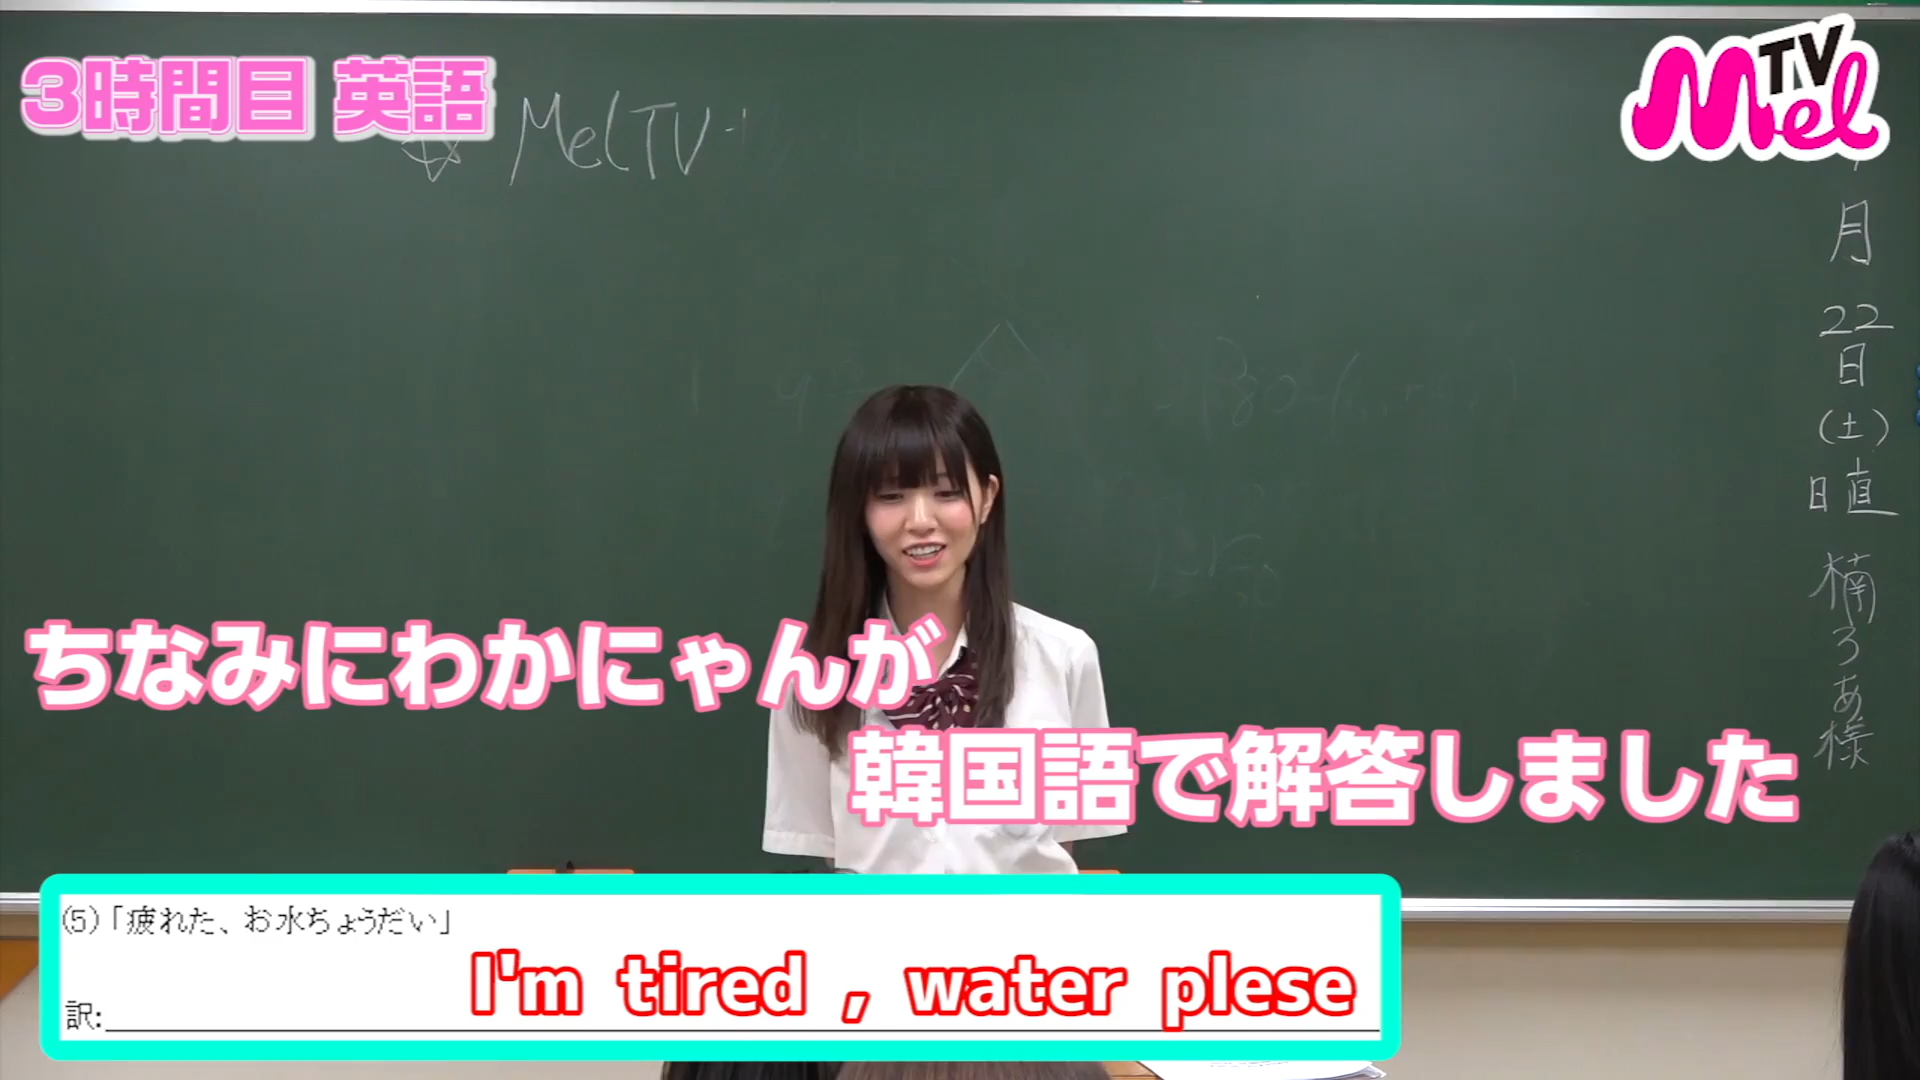 3時間目 英語
MelTV
TV
Mel
月
22
日
(土)
日直
楠
ろ
あ
様
ちなみにわかにゃんが
韓国語で解答しました
(5)「疲れた、お水ちょうだい」
I'm tired , water plese
訳: